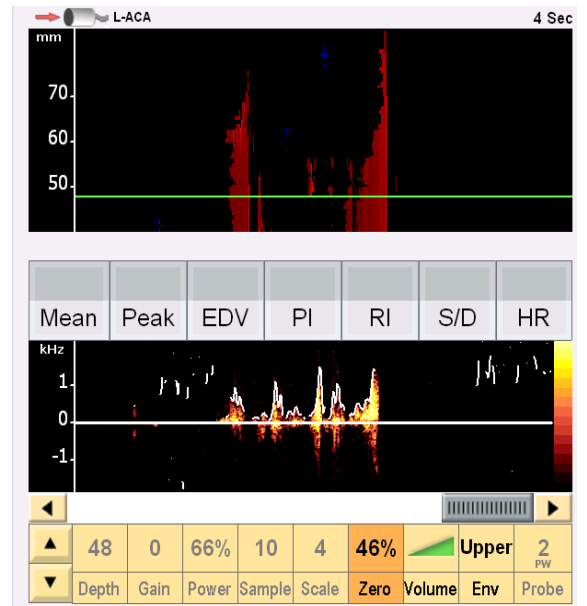 L-ACA 4 Sec
mm
70
60
50
Mean Peak EDV PI RI S/D HR
kHz
1
0
-1
48 0 66% 10 4 46% Upper 2
PW
Depth Gain Power Sample Scale Zero Volume Env Probe